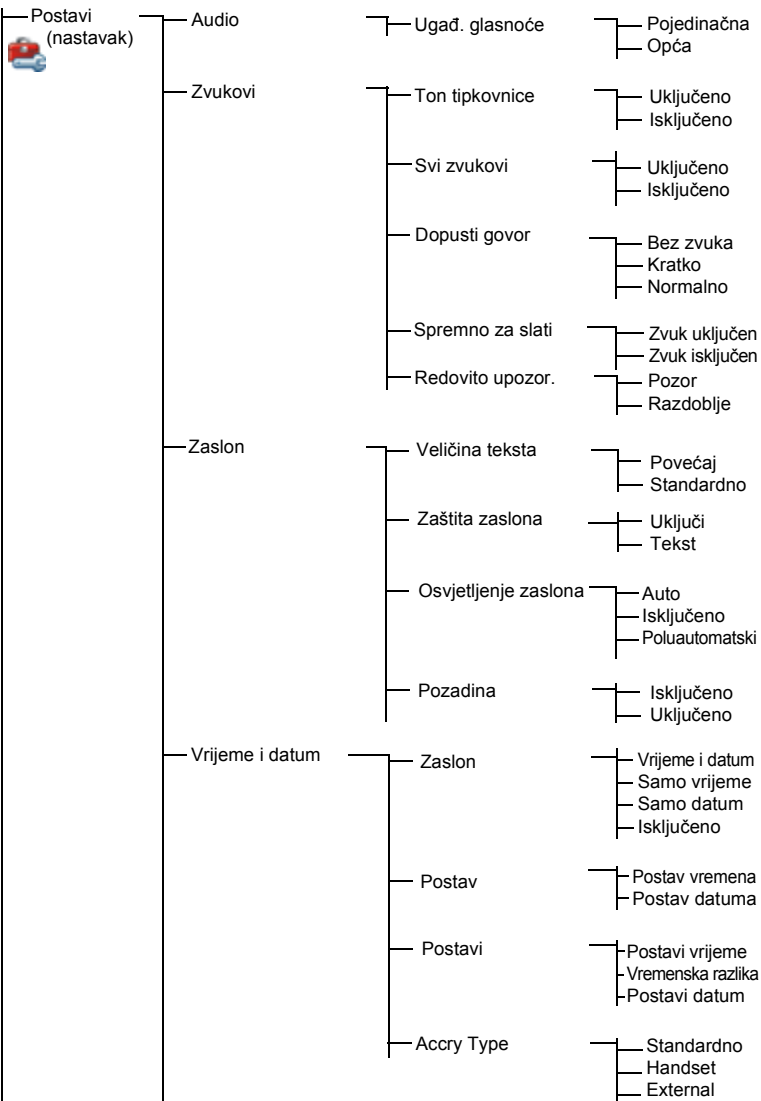 Postavi
(nastavak)
Audio
Ugađ. glasnoće
Pojedinačna
Opća
Zvukovi
Ton tipkovnice
Uključeno
Isključeno
Svi zvukovi
Uključeno
Isključeno
Dopusti govor
Bez zvuka
Kratko
Normalno
Spremno za slati
Zvuk uključen
Zvuk isključen
Redovito upozor.
Pozor
Razdoblje
Zaslon
Veličina teksta
Povećaj
Standardno
Zaštita zaslona
Uključi
Tekst
Osvjetljenje zaslona
Auto
Isključeno
Poluautomatski
Pozadina
Isključeno
Uključeno
Vrijeme i datum
Zaslon
Vrijeme i datum
Samo vrijeme
Samo datum
Isključeno
Postav
Postav vremena
Postav datuma
Postavi
Postavi vrijeme
Vremenska razlika
Postavi datum
Accry Type
Standardno
Handset
External